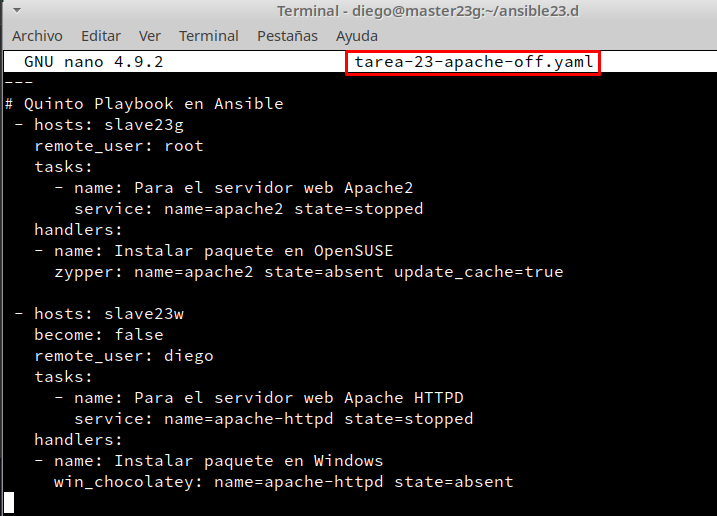 Terminal - diego@master23g:~/ansible23.d
Archivo Editar Ver Terminal Pestañas Ayuda
GNU nano 4.9.2 tarea-23-apache-off.yaml
---
# Quinto Playbook en Ansible
- hosts: slave23g
remote_user: root
tasks:
- name: Para el servidor web Apache2
service: name=apache2 state=stopped
handlers:
- name: Instalar paquete en OpenSUSE
zypper: name=apache2 state=absent update_cache=true
- hosts: slave23w
become: false
remote_user: diego
tasks:
- name: Para el servidor web Apache HTTPD
service: name=apache-httpd state=stopped
handlers:
- name: Instalar paquete en Windows
win_chocolatey: name=apache-httpd state=absent